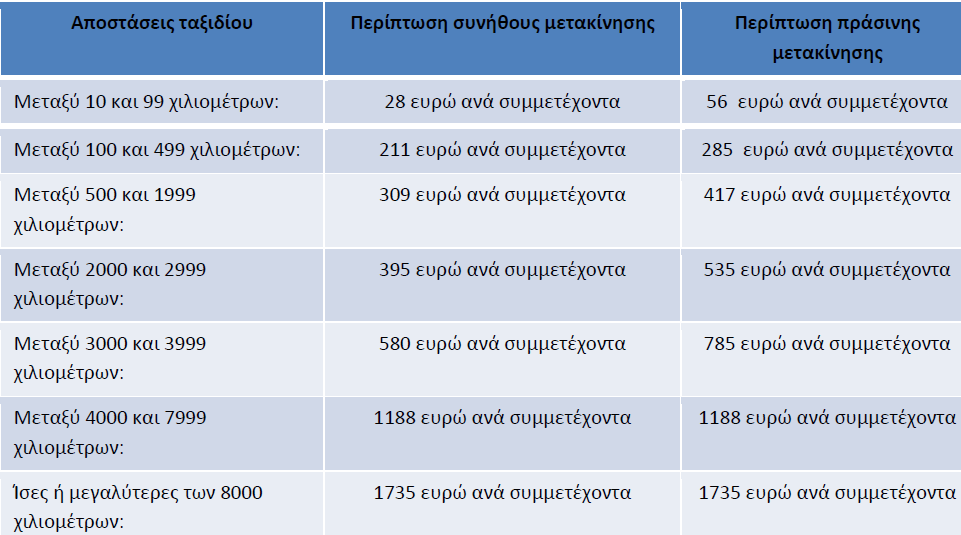 Αποστάσεις ταξιδίου Περίπτωση συνήθους μετακίνησης Περίπτωση πράσινης
μετακίνησης
Μεταξύ 10 και 99 χιλιομέτρων: 28 ευρώ ανά συμμετέχοντα 56 ευρώ ανά συμμετέχοντα
Μεταξύ 100 και 499 χιλιομέτρων: 211 ευρώ ανά συμμετέχοντα 285 ευρώ ανά συμμετέχοντα
Μεταξύ 500 και 1999 309 ευρώ ανά συμμετέχοντα 417 ευρώ ανά συμμετέχοντα
χιλιομέτρων:
Μεταξύ 2000 και 2999 395 ευρώ ανά συμμετέχοντα 535 ευρώ ανά συμμετέχοντα
χιλιομέτρων:
Μεταξύ 3000 και 3999 580 ευρώ ανά συμμετέχοντα 785 ευρώ ανά συμμετέχοντα
χιλιομέτρων:
Μεταξύ 4000 και 7999 1188 ευρώ ανά συμμετέχοντα 1188 ευρώ ανά συμμετέχοντα
χιλιομέτρων:
Ίσες ή μεγαλύτερες των 8000 1735 ευρώ ανά συμμετέχοντα 1735 ευρώ ανά συμμετέχοντα
χιλιομέτρων: